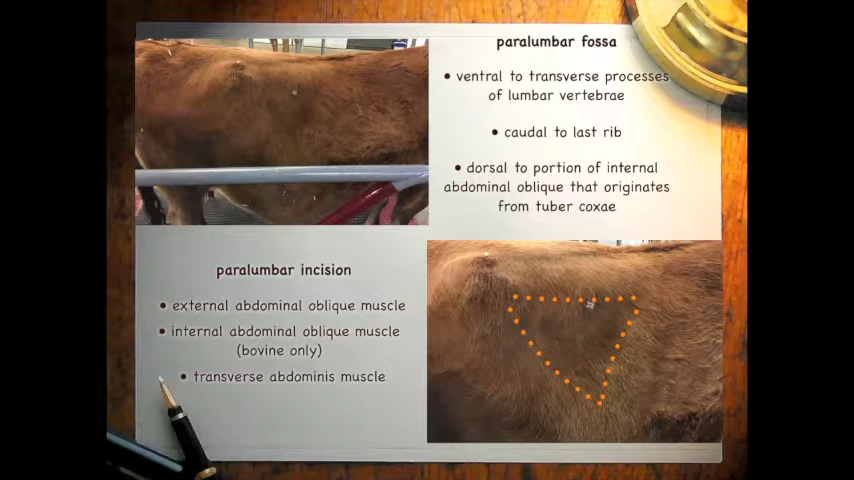 paralumbar fossa
• ventral to transverse processes
of lumbar vertebrae
• caudal to last rib
• dorsal to portion of internal
abdominal oblique that originates
from tuber coxae
paralumbar incision
• external abdominal oblique muscle
• internal abdominal oblique muscle
(bovine only)
• transverse abdominis muscle